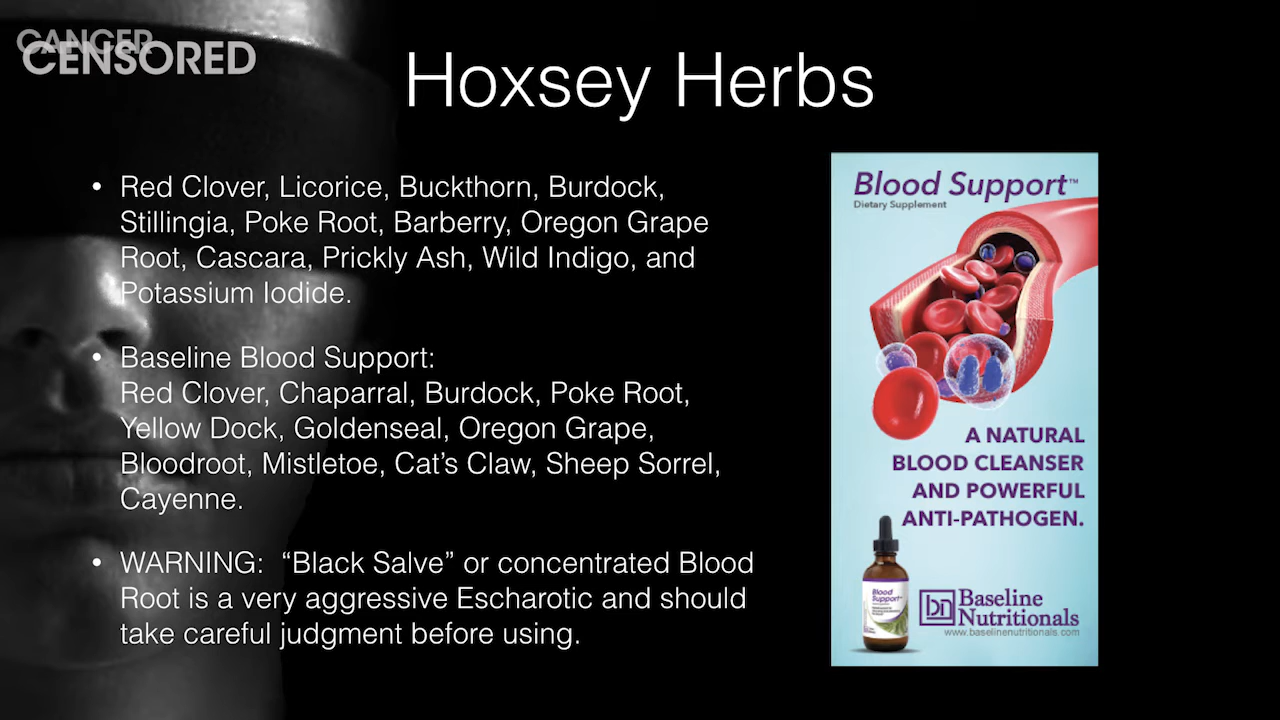 CANCER
CENSORED
Hoxsey Herbs
• Red Clover, Licorice, Buckthorn, Burdock,
Stillingia, Poke Root, Barberry, Oregon Grape
Root, Cascara, Prickly Ash, Wild Indigo, and
Potassium Iodide.
• Baseline Blood Support:
Red Clover, Chaparral, Burdock, Poke Root,
Yellow Dock, Goldenseal, Oregon Grape,
Bloodroot, Mistletoe, Cat’s Claw, Sheep Sorrel,
Cayenne.
• WARNING: “Black Salve” or concentrated Blood
Root is a very aggressive Escharotic and should
take careful judgment before using.
Blood Support™
Dietary Supplement
A NATURAL
BLOOD CLEANSER
AND POWERFUL
ANTI-PATHOGEN.
Blood
Support™
bn Baseline
Nutritionals
www.baselinenutritionals.com